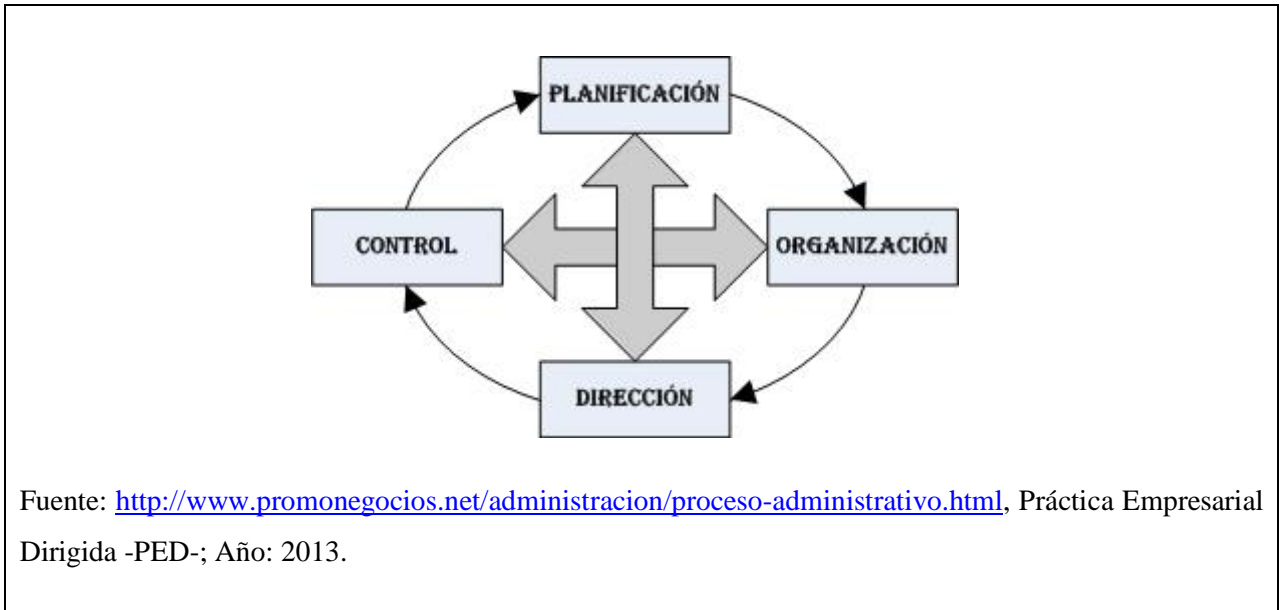 PLANIFICACIÓN
CONTROL
ORGANIZACIÓN
DIRECCIÓN
Fuente: http://www.promonegocios.net/administracion/proceso-administrativo.html, Práctica Empresarial
Dirigida -PED-; Año: 2013.